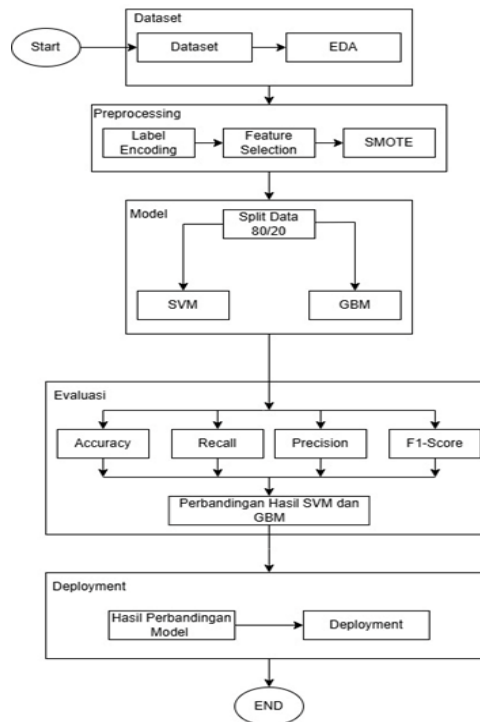 Dataset
Start
Dataset
EDA
Preprocessing
Label
Encoding
Feature
Selection
SMOTE
Model
Split Data
80/20
SVM
GBM
Evaluasi
Accuracy
Recall
Precision
F1-Score
Perbandingan Hasil SVM dan
GBM
Deployment
Hasil Perbandingan
Model
Deployment
END